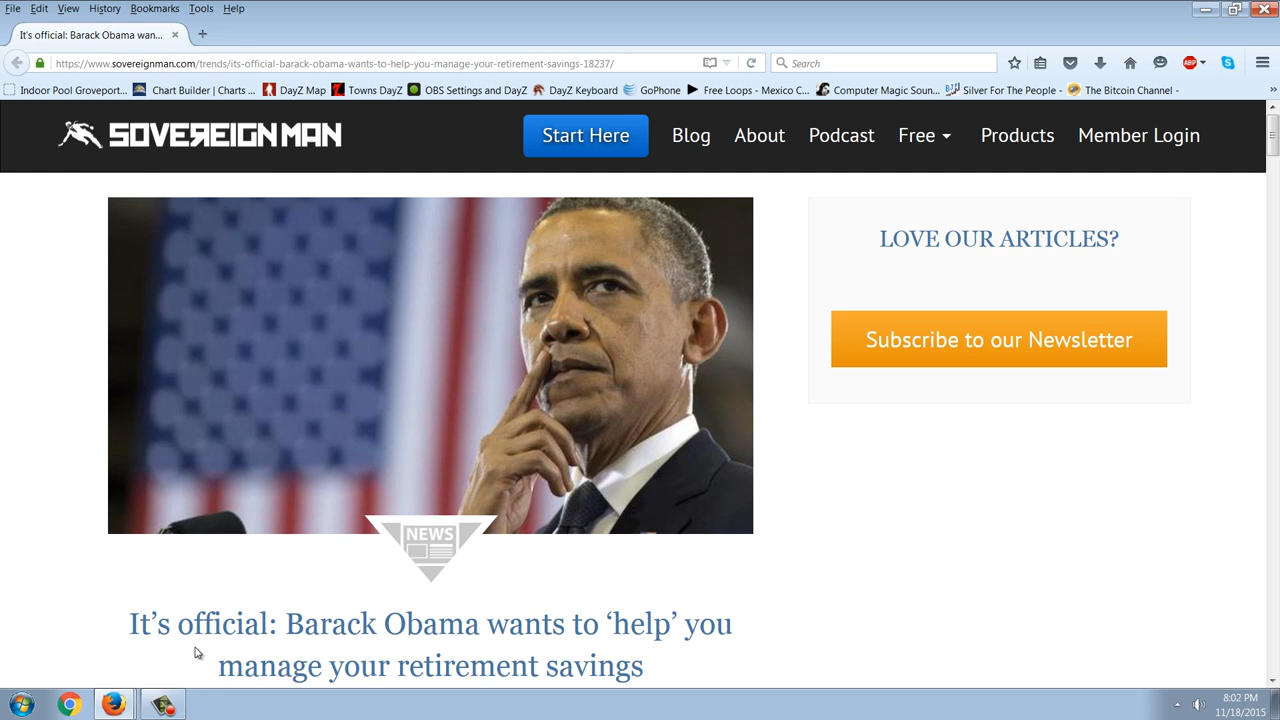 File Edit View History Bookmarks Tools Help
It's official: Barack Obama wan...
https://www.sovereignman.com/trends/its-official-barack-obama-wants-to-help-you-manage-your-retirement-savings-18237/
Search
ABP
Indoor Pool Groveport... Chart Builder | Charts ... DayZ Map Towns DayZ OBS Settings and DayZ DayZ Keyboard GoPhone Free Loops - Mexico C... Computer Magic Soun... Silver For The People - The Bitcoin Channel -
SOVEREIGN MAN
Start Here Blog About Podcast Free Products Member Login
LOVE OUR ARTICLES?
Subscribe to our Newsletter
NEWS
It’s official: Barack Obama wants to ‘help’ you
manage your retirement savings
8:02 PM
11/18/2015